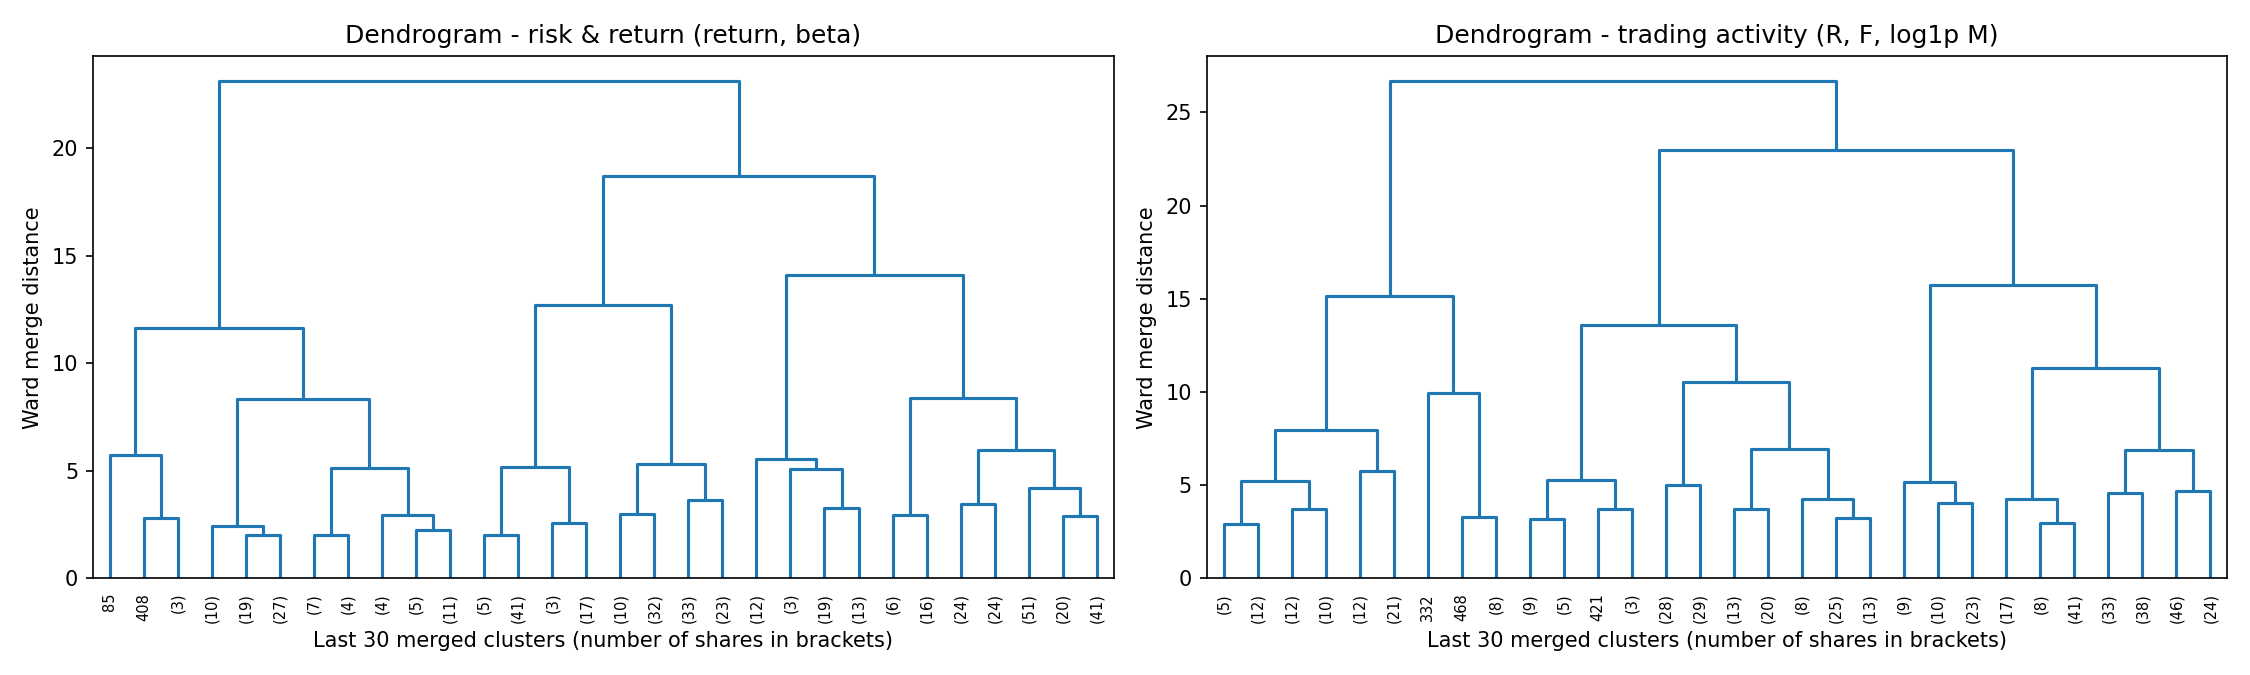 Dendrogram - risk & return (return, beta)
Ward merge distance
20
15
10
5
0
85 408 (3) (10) (19) (27) (7) (4) (4) (5) (11) (5) (41) (3) (17) (10) (32) (33) (23) (12) (3) (19) (13) (6) (16) (24) (24) (51) (20) (41)
Last 30 merged clusters (number of shares in brackets)
Dendrogram - trading activity (R, F, log1p M)
Ward merge distance
25
20
15
10
5
0
(5) (12) (12) (10) (12) (21) 332 468 (8) (9) (5) 421 (3) (28) (29) (13) (20) (8) (25) (13) (9) (10) (23) (17) (8) (41) (33) (38) (46) (24)
Last 30 merged clusters (number of shares in brackets)